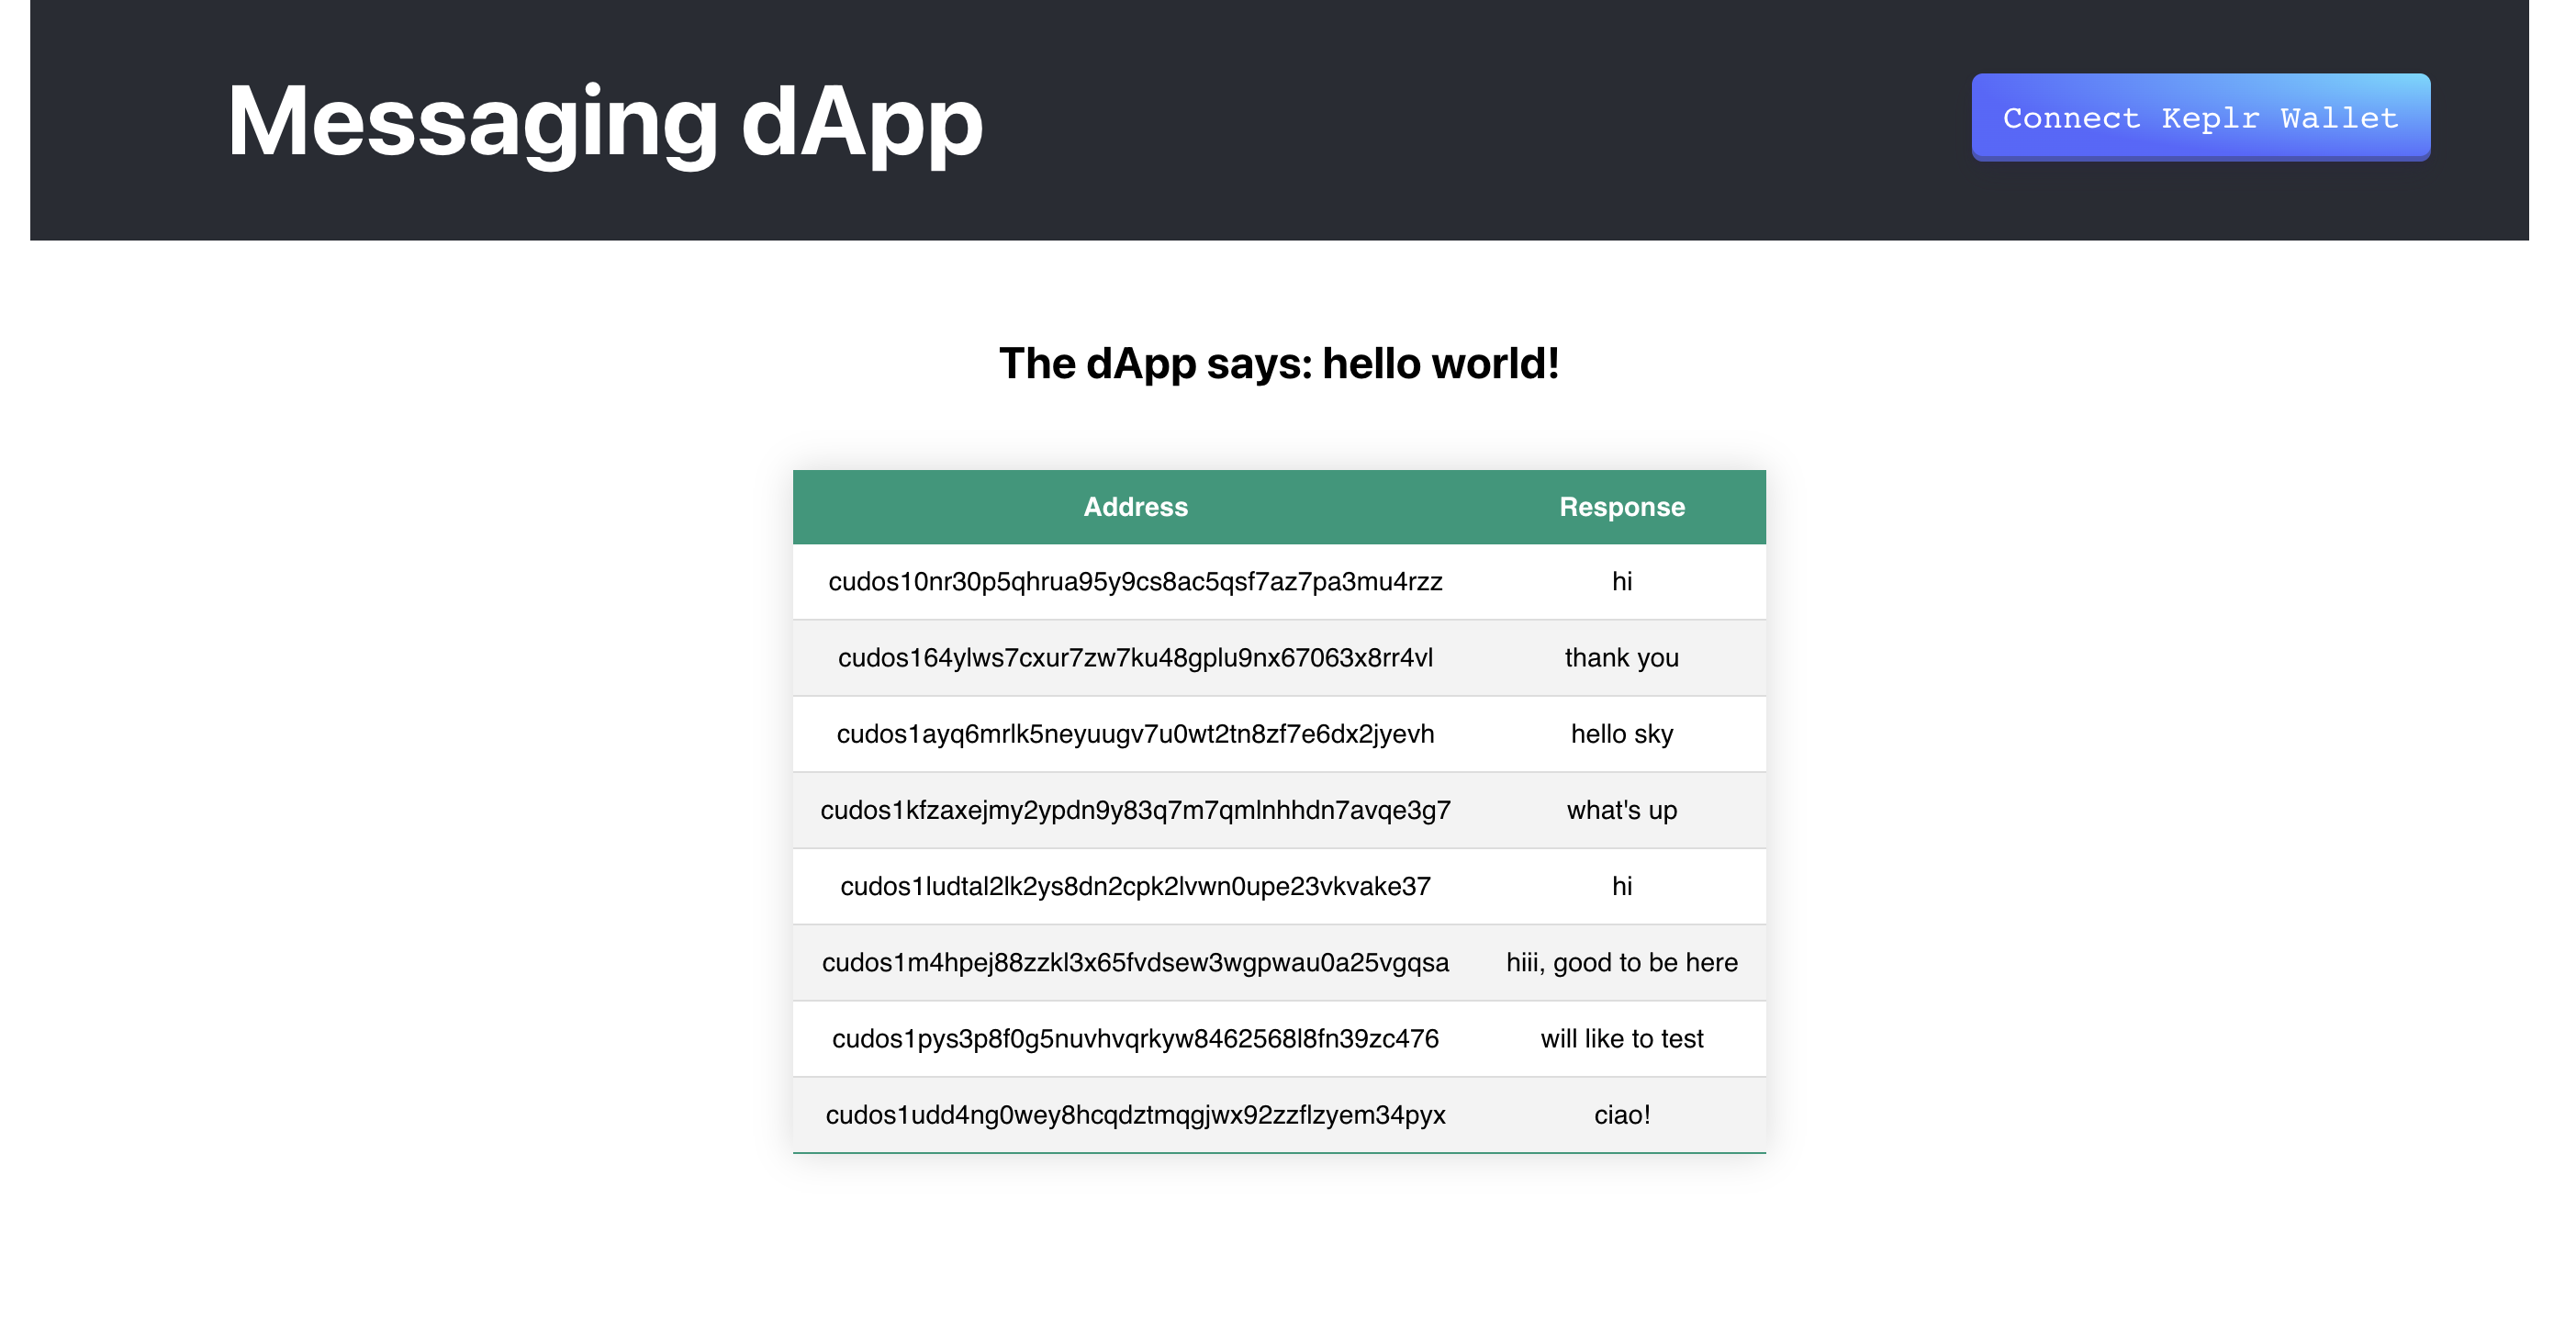 Messaging dApp
Connect Keplr Wallet
The dApp says: hello world!
Address Response
cudos10nr30p5qhrua95y9cs8ac5qsf7az7pa3mu4rzz hi
cudos164ylws7cxur7zw7ku48gplu9nx67063x8rr4vl thank you
cudos1ayq6mrlk5neyuugv7u0wt2tn8zf7e6dx2jyevh hello sky
cudos1kfzaxejmy2ypdn9y83q7m7qmlnhhdn7avqe3g7 what's up
cudos1ludtal2lk2ys8dn2cpk2lvwn0upe23vkvake37 hi
cudos1m4hpej88zzkl3x65fvdsew3wgpwau0a25vgqsa hiii, good to be here
cudos1pys3p8f0g5nuvhvqrkyw8462568l8fn39zc476 will like to test
cudos1udd4ng0wey8hcqdztmqgjwx92zzflzyem34pyx ciao!